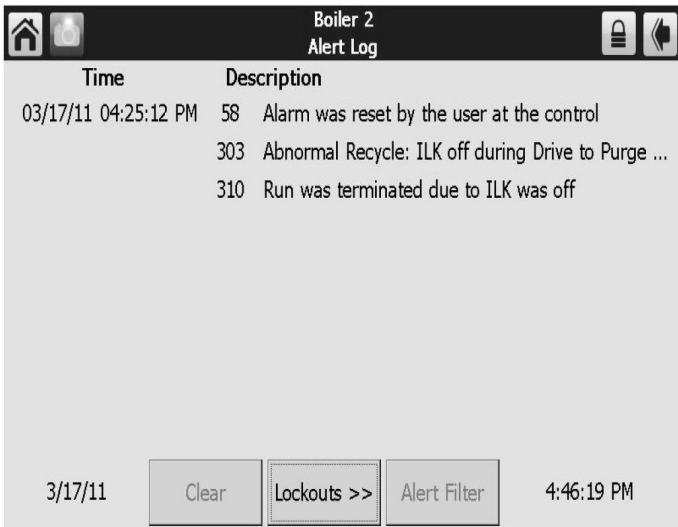 Boiler 2
Alert Log
Time Description
03/17/11 04:25:12 PM 58 Alarm was reset by the user at the control
303 Abnormal Recycle: ILK off during Drive to Purge ...
310 Run was terminated due to ILK was off
3/17/11 Clear Lockouts >> Alert Filter 4:46:19 PM